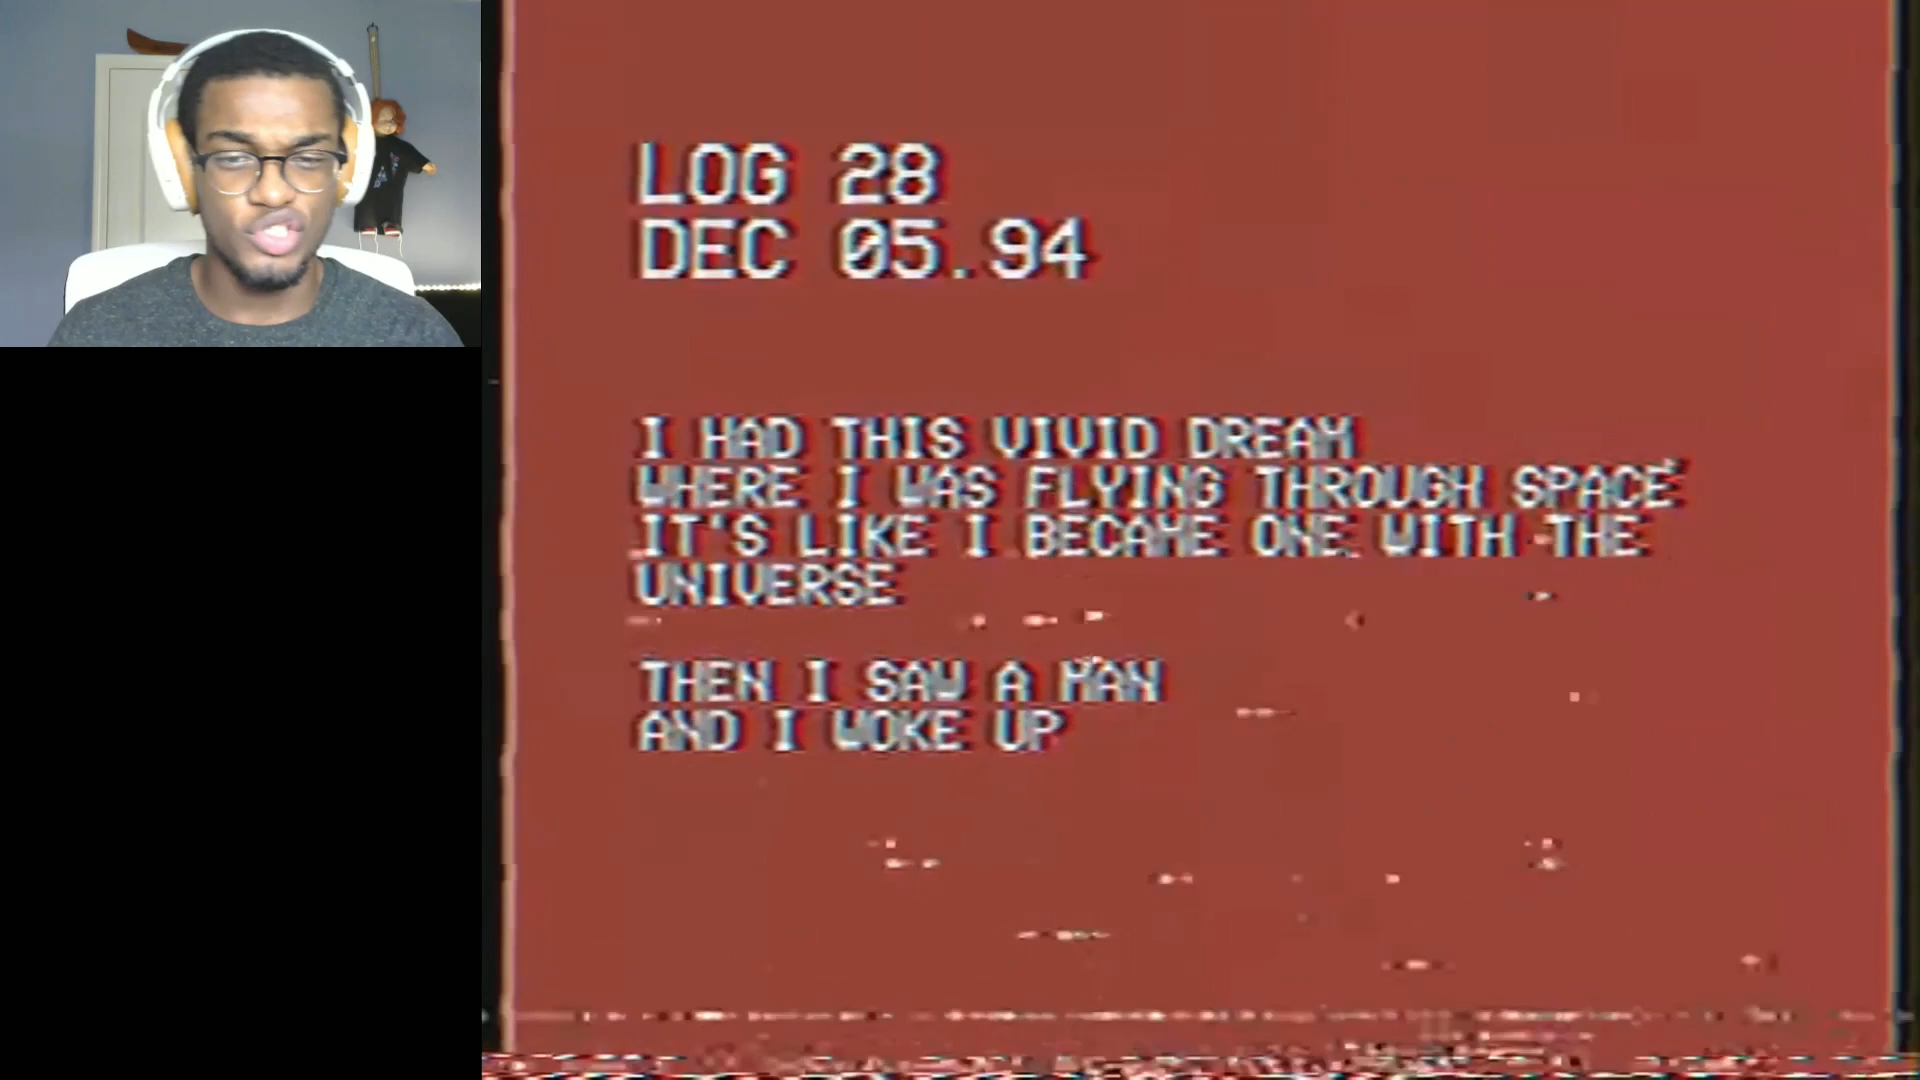 LOG 28
DEC 05.94
I HAD THIS VIVID DREAM
WHERE I WAS FLYING THROUGH SPACE
IT'S LIKE I BECAME ONE WITH THE
UNIVERSE
THEN I SAW A MAN
AND I WOKE UP